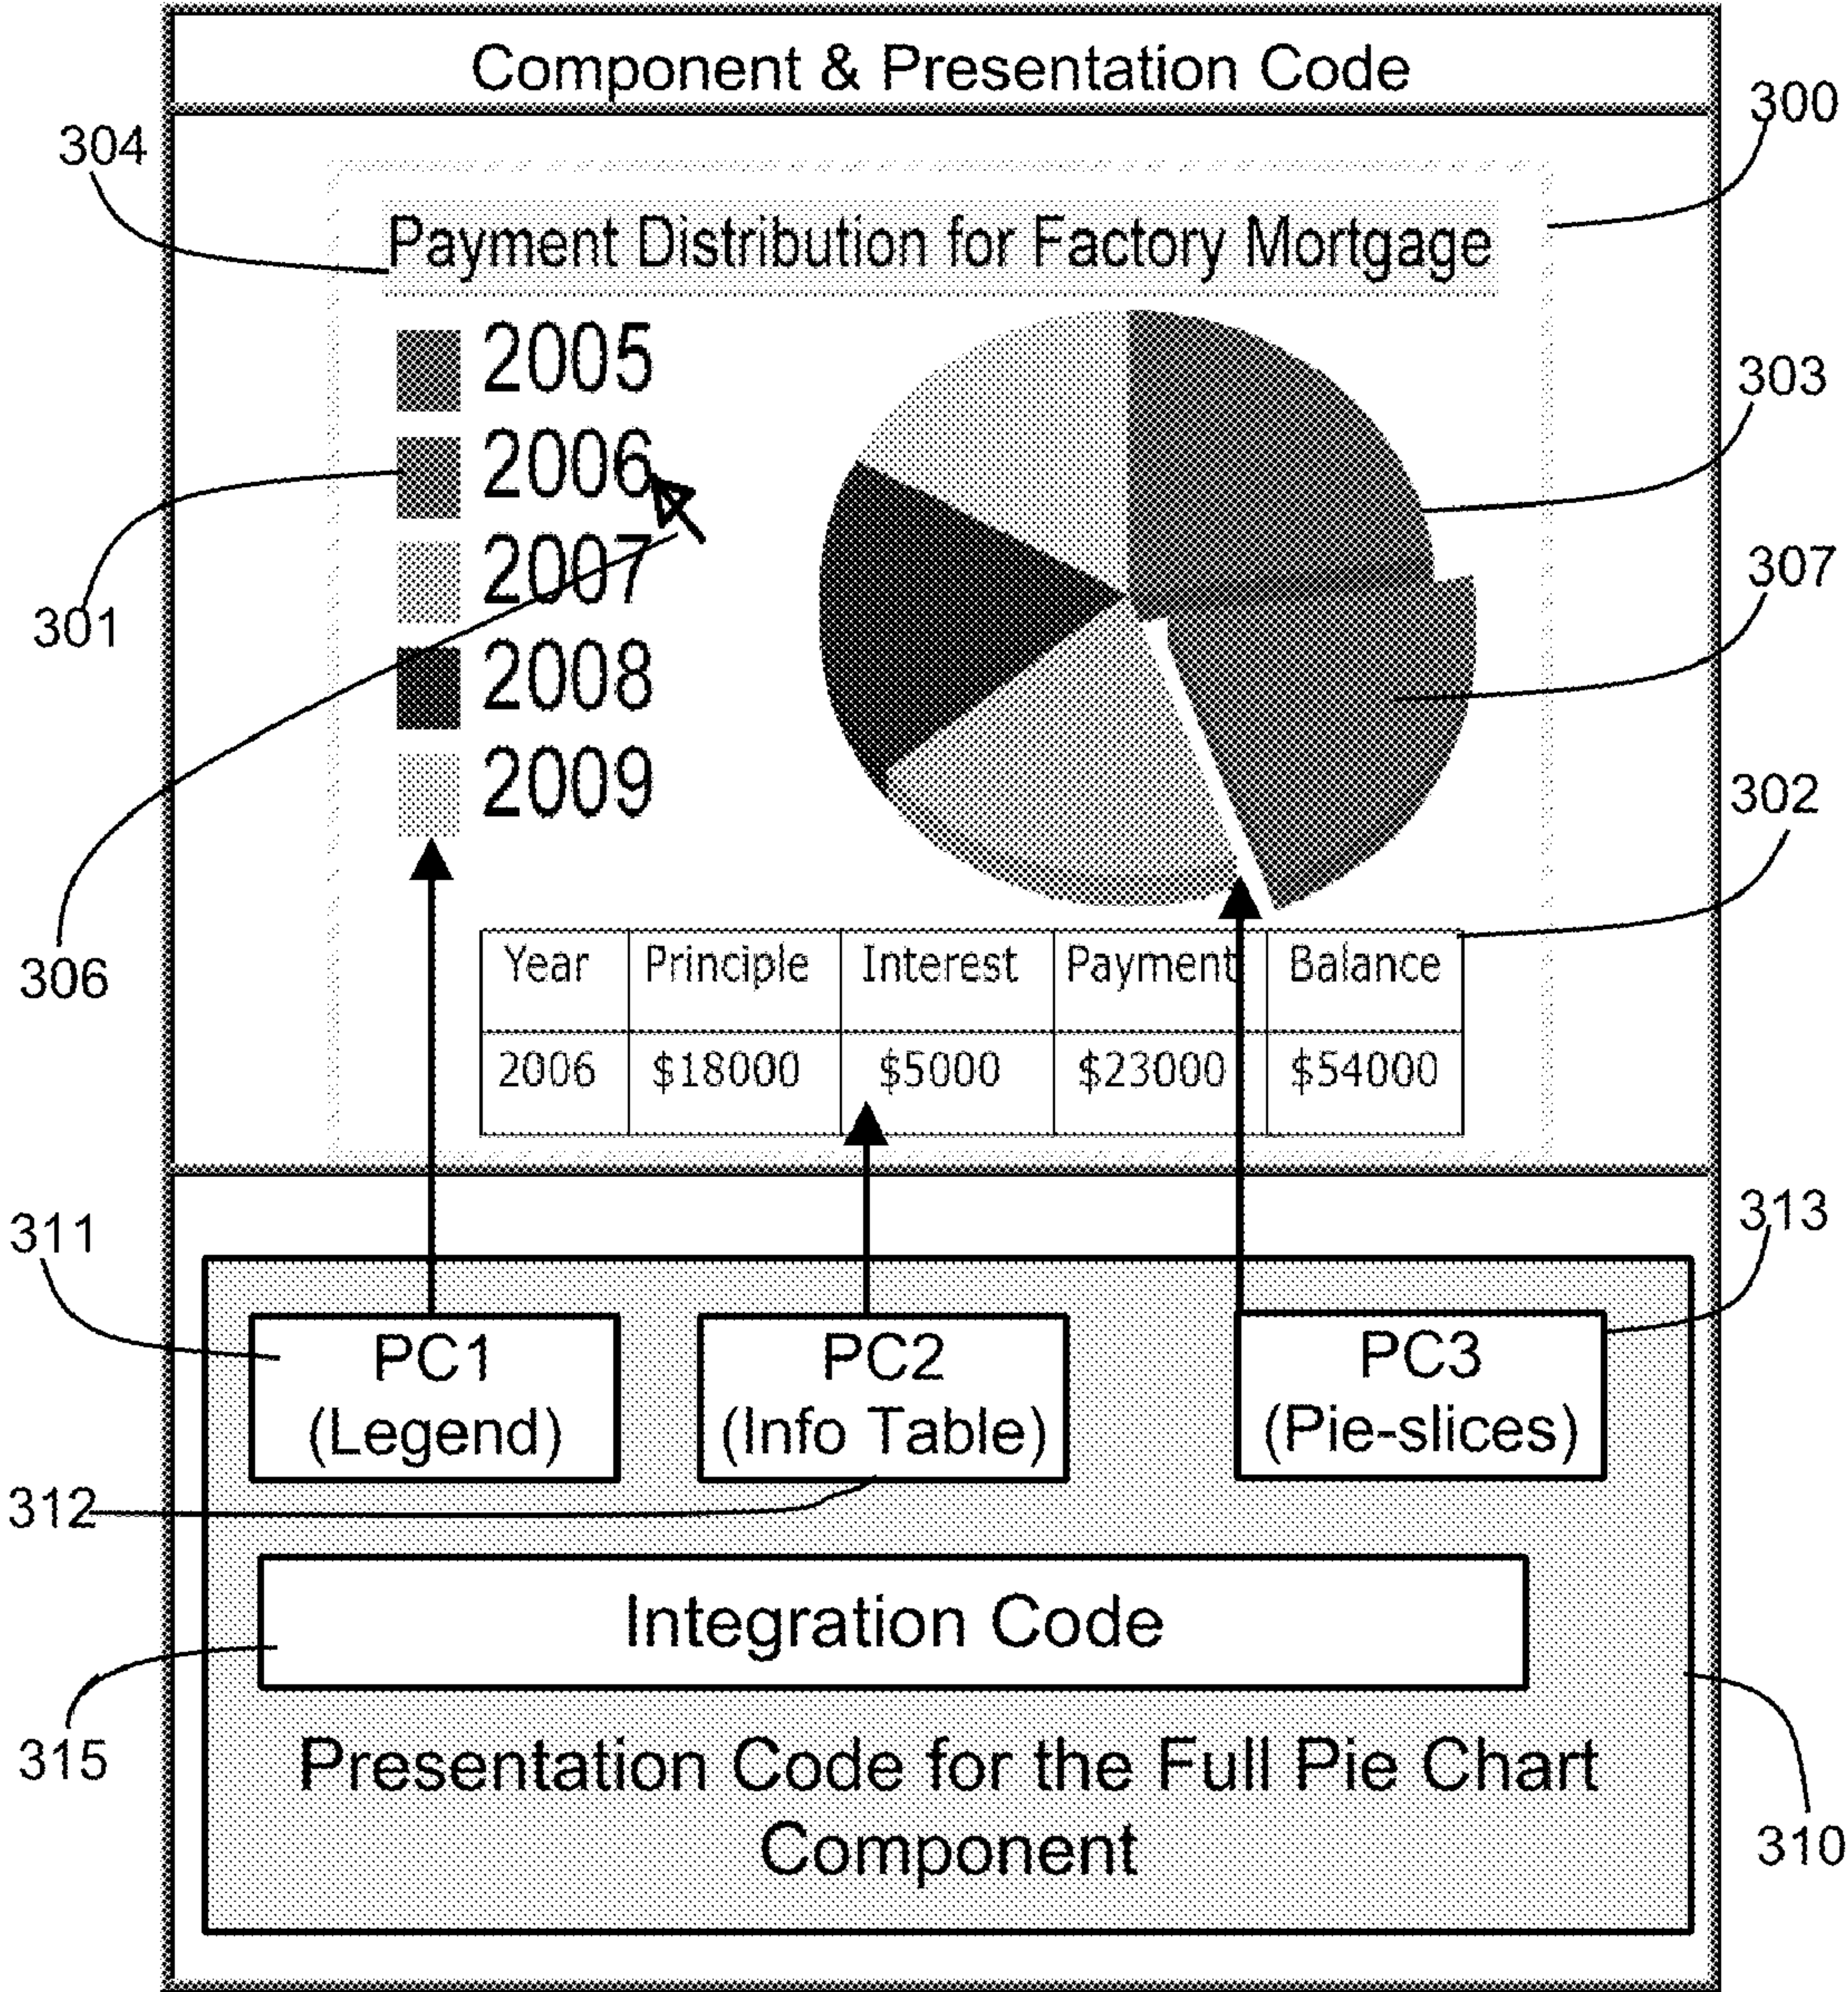 Component & Presentation Code
300
304
Payment Distribution for Factory Mortgage
2005
303
2006
307
2007
301
2008
2009
302
306
Year Principle Interest Payment Balance
2006 $18000 $5000 $23000 $54000
311
313
PC1
(Legend)
PC2
(Info Table)
PC3
(Pie-slices)
312
Integration Code
315
Presentation Code for the Full Pie Chart
Component
310